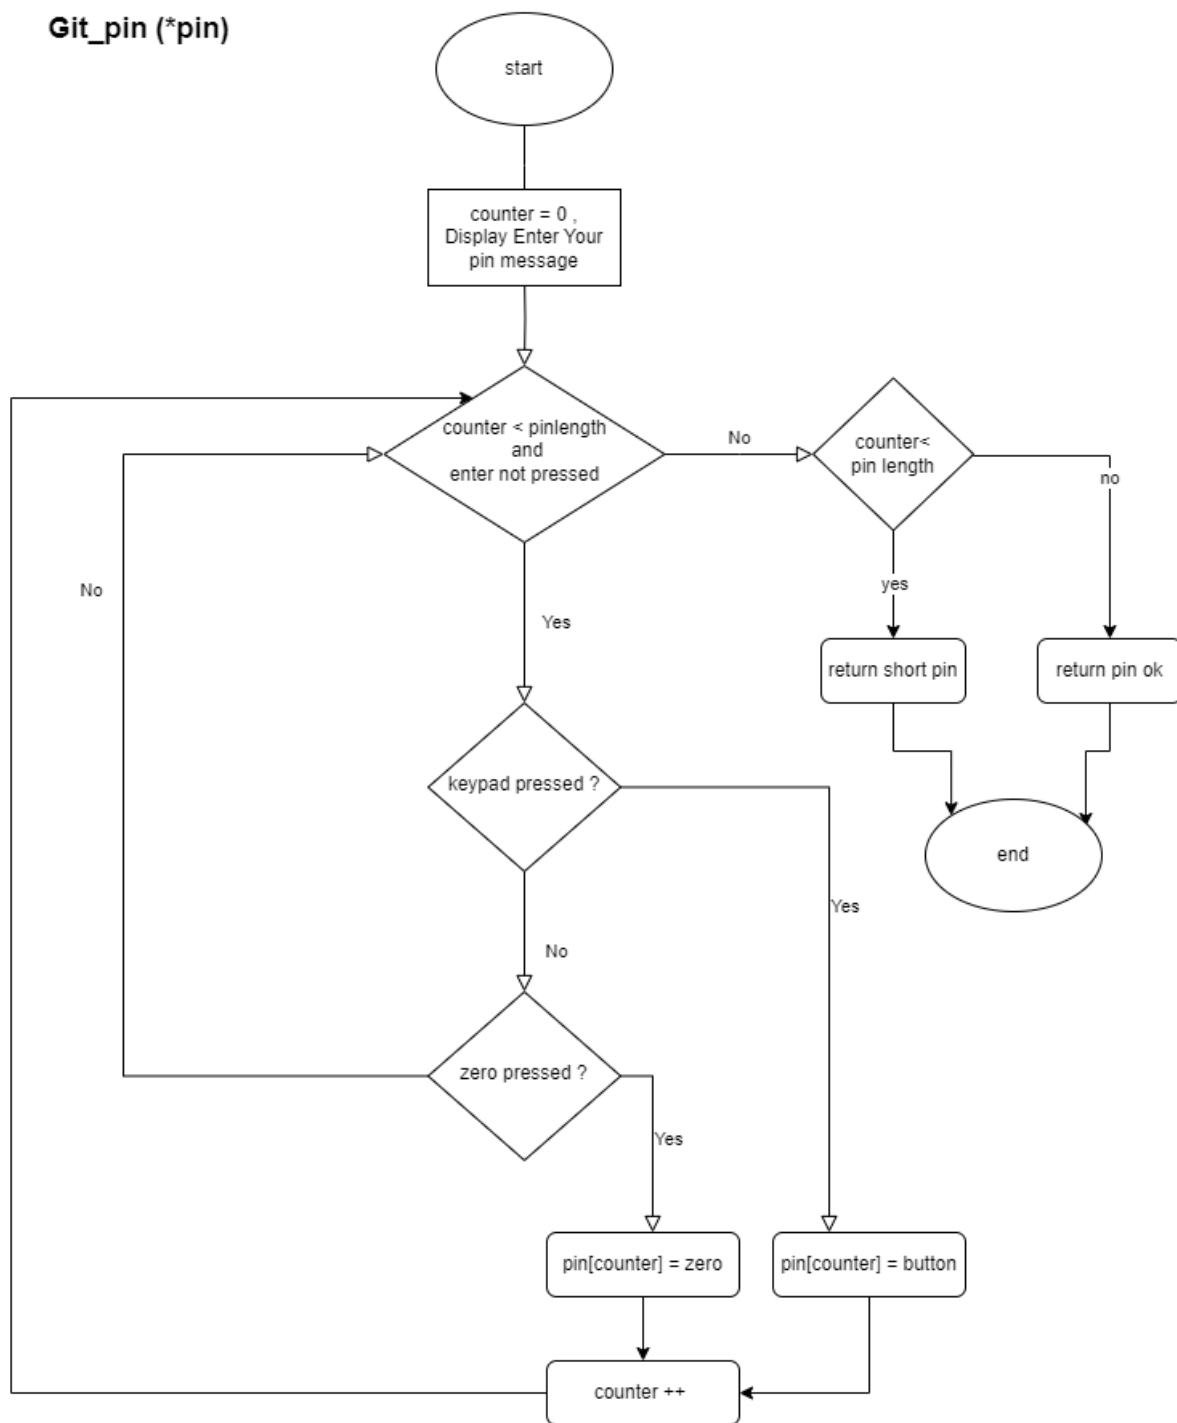 Git_pin (*pin)
start
counter = 0 ,
Display Enter Your
pin message
counter < pinlength
and
enter not pressed
No
counter<
pin length
no
No
yes
Yes
return short pin
return pin ok
keypad pressed ?
end
Yes
No
zero pressed ?
Yes
pin[counter] = zero
pin[counter] = button
counter ++